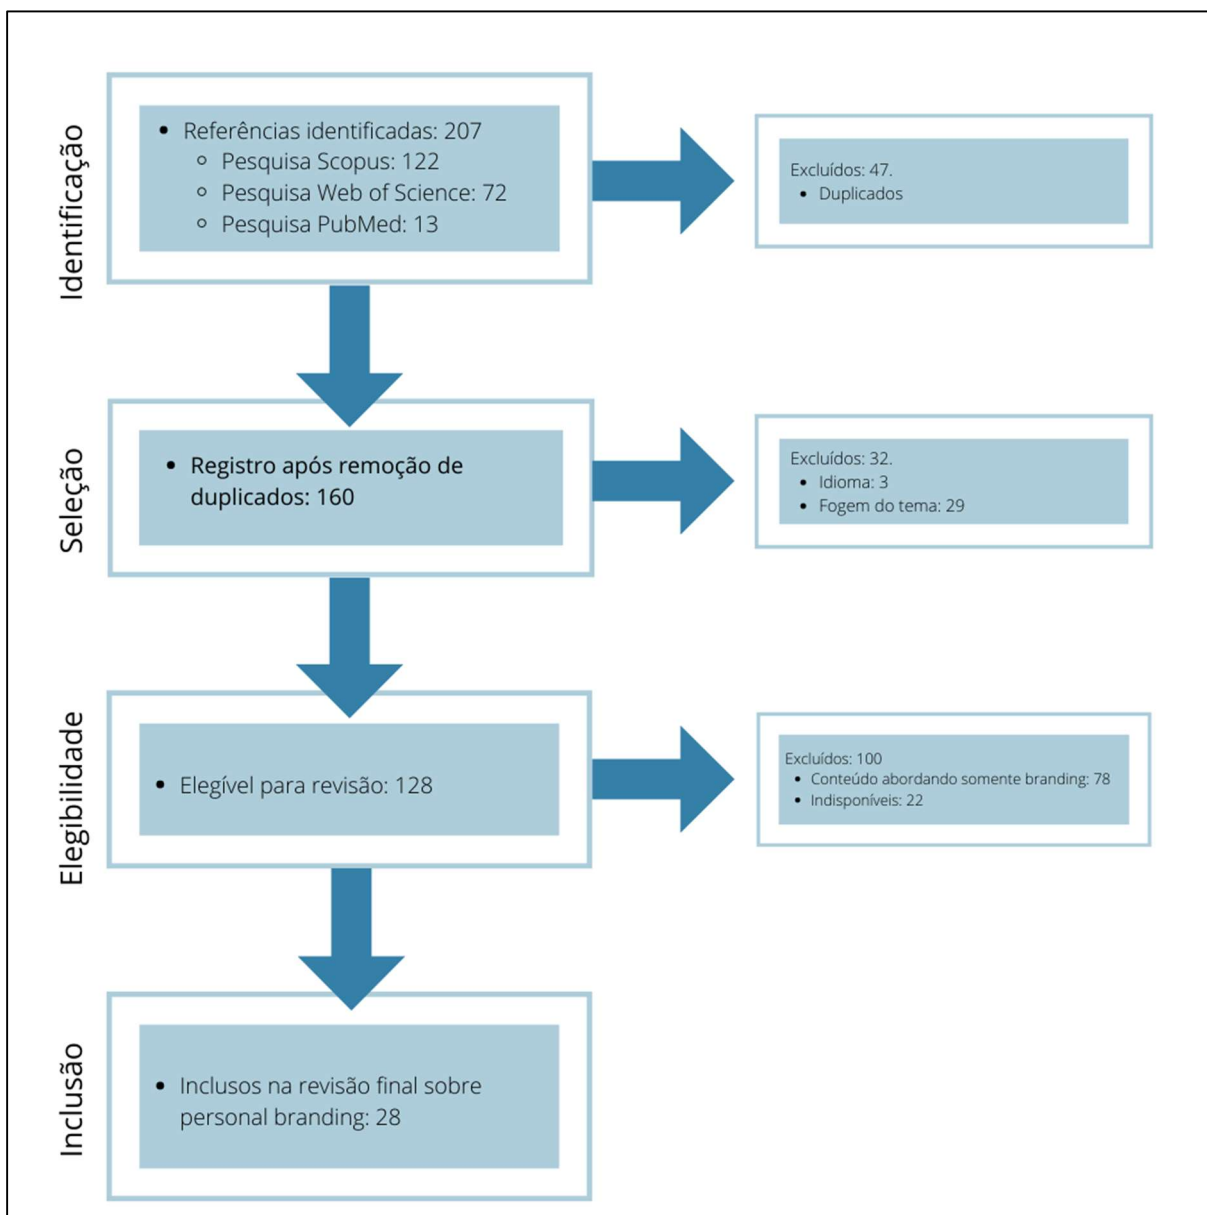 Identificação
• Referências identificadas: 207
◦ Pesquisa Scopus: 122
◦ Pesquisa Web of Science: 72
◦ Pesquisa PubMed: 13
Excluídos: 47.
• Duplicados
Seleção
• Registro após remoção de
duplicados: 160
Excluídos: 32.
• Idioma: 3
• Fogem do tema: 29
Elegibilidade
• Elegível para revisão: 128
Excluídos: 100
• Conteúdo abordando somente branding: 78
• Indisponíveis: 22
Inclusão
• Inclusos na revisão final sobre
personal branding: 28